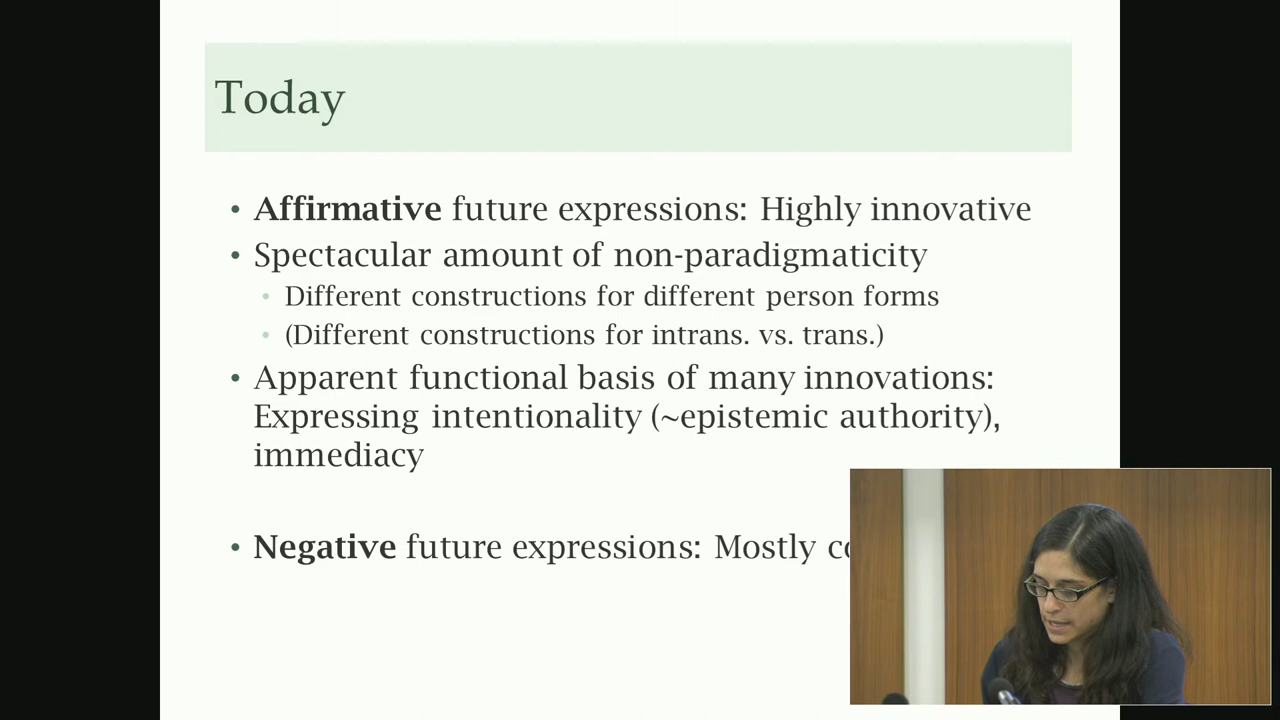 Today
• Affirmative future expressions: Highly innovative
• Spectacular amount of non-paradigmaticity
• Different constructions for different person forms
• (Different constructions for intrans. vs. trans.)
• Apparent functional basis of many innovations:
Expressing intentionality (~epistemic authority),
immediacy
• Negative future expressions: Mostly